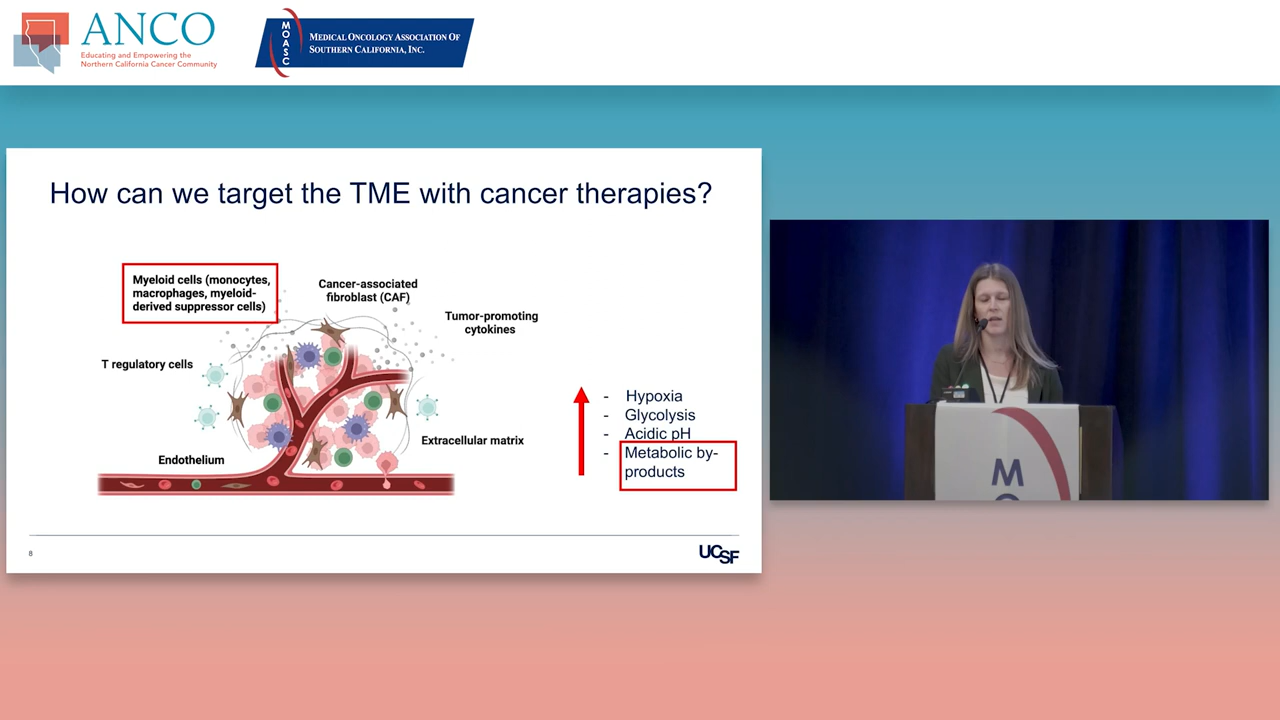 ANCO
Educating and Empowering the
Northern California Cancer Community
MOASC
MEDICAL ONCOLOGY ASSOCIATION OF
SOUTHERN CALIFORNIA, INC.
How can we target the TME with cancer therapies?
Myeloid cells (monocytes,
macrophages, myeloid-
derived suppressor cells)
Cancer-associated
fibroblast (CAF)
Tumor-promoting
cytokines
T regulatory cells
Extracellular matrix
Endothelium
- Hypoxia
- Glycolysis
- Acidic pH
- Metabolic by-
products
8
UCSF
M